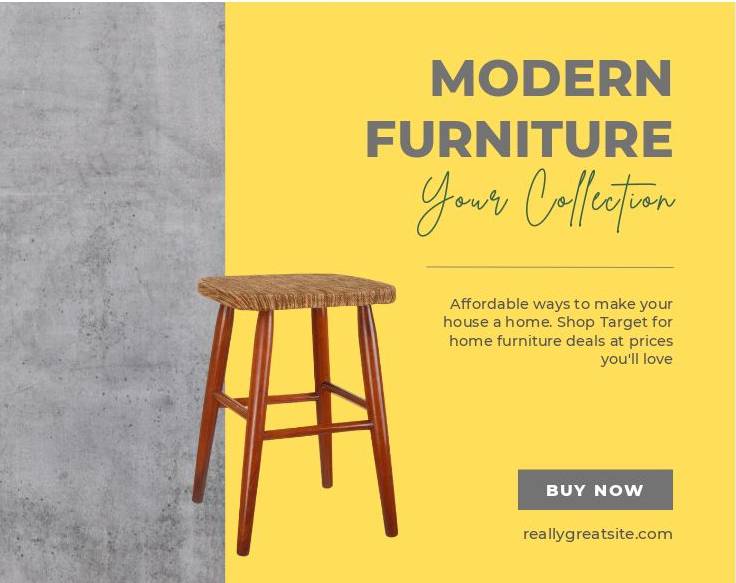 MODERN
FURNITURE
Your Collection
Affordable ways to make your
house a home. Shop Target for
home furniture deals at prices
you'll love
BUY NOW
reallygreatsite.com